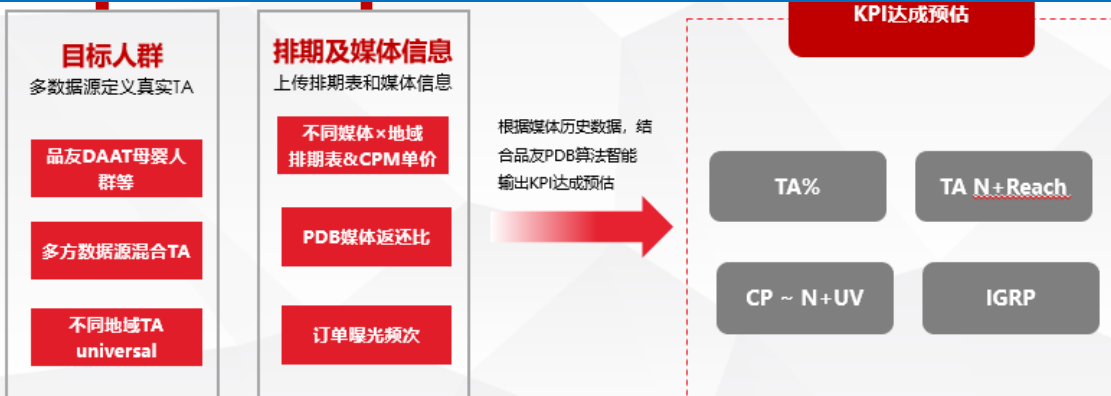 目标人群
多数据源定义真实TA
品友DAAT母婴人
群等
多方数据源混合TA
不同地域TA
universal
排期及媒体信息
上传排期表和媒体信息
不同媒体×地域
排期表&CPM单价
PDB媒体返还比
订单曝光频次
根据媒体历史数据，结
合品友PDB算法智能
输出KPI达成预估
KPI达成预估
TA%
TA N+Reach
CP ~ N+UV
IGRP